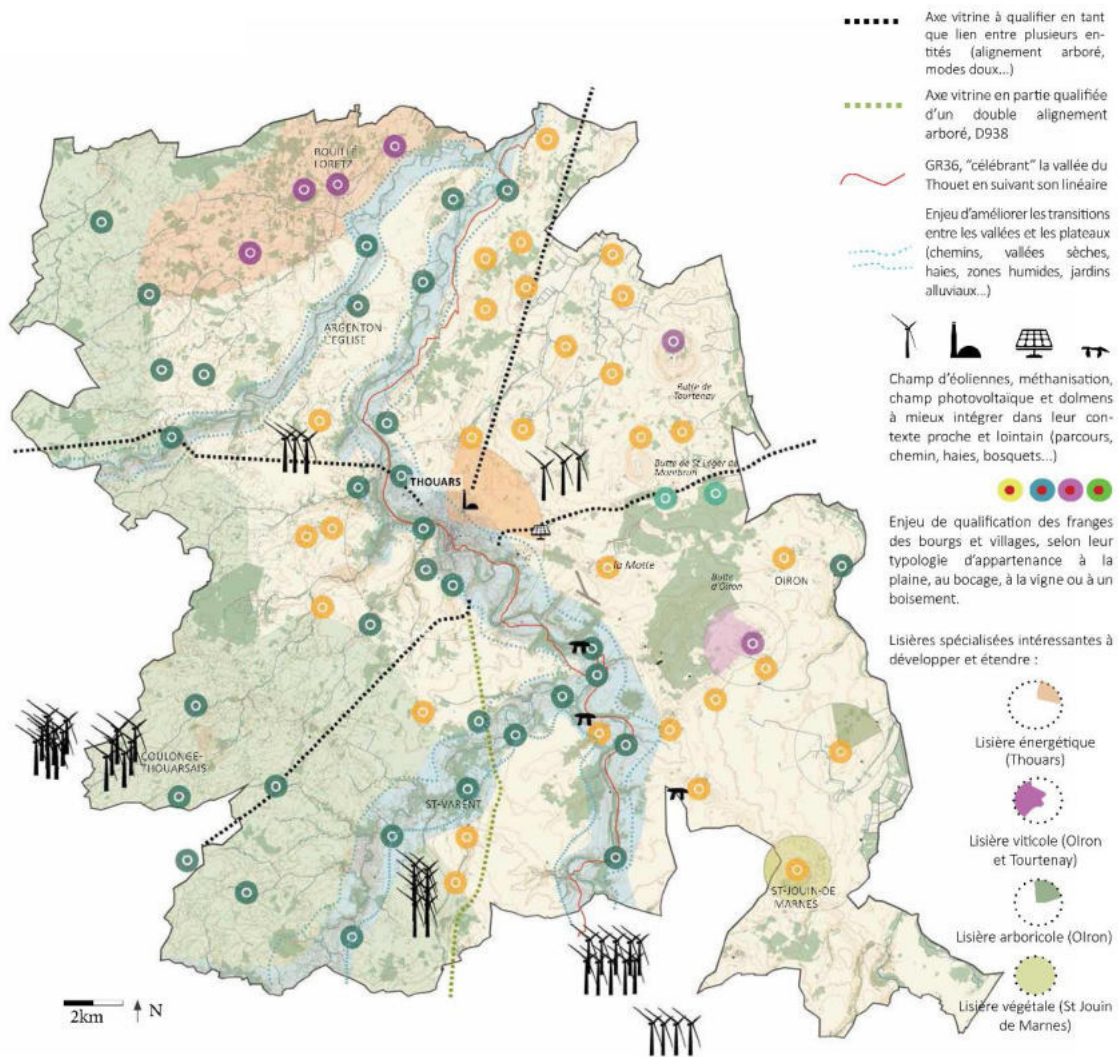 Axe vitrine à qualifier en tant
que lien entre plusieurs en-
tités (alignement arboré,
modes doux...)
Axe vitrine en partie qualifiée
d'un double alignement
arboré, D938
GR36, "célébrant" la vallée du
Thouet en suivant son linéaire
Enjeu d'améliorer les transitions
entre les vallées et les plateaux
(chemins, vallées sèches,
haies, zones humides, jardins
alluviaux...)
Champ d'éoliennes, méthanisation,
champ photovoltaïque et dolmens
à mieux intégrer dans leur con-
texte proche et lointain (parcours,
chemin, haies, bosquets...)
Enjeu de qualification des franges
des bourgs et villages, selon leur
typologie d'appartenance à la
plaine, au bocage, à la vigne ou à un
boisement.
Lisières spécialisées intéressantes à
développer et étendre :
Lisière énergétique
(Thouars)
Lisière viticole (OIron
et Tourtenay)
Lisière arboricole (OIron)
Lisière végétale (St Jouin
de Marnes)
BOUILLÉ
LORETZ
ARGENTON
L'ÉGLISE
Butte de
Tourtenay
Butte de St Léger de
Montbrun
THOUARS
la Motte
Butte
d'Oiron
OIRON
COULONGE-
THOUARSAIS
ST-VARENT
ST-JOUIN-DE
MARNES
2km
N